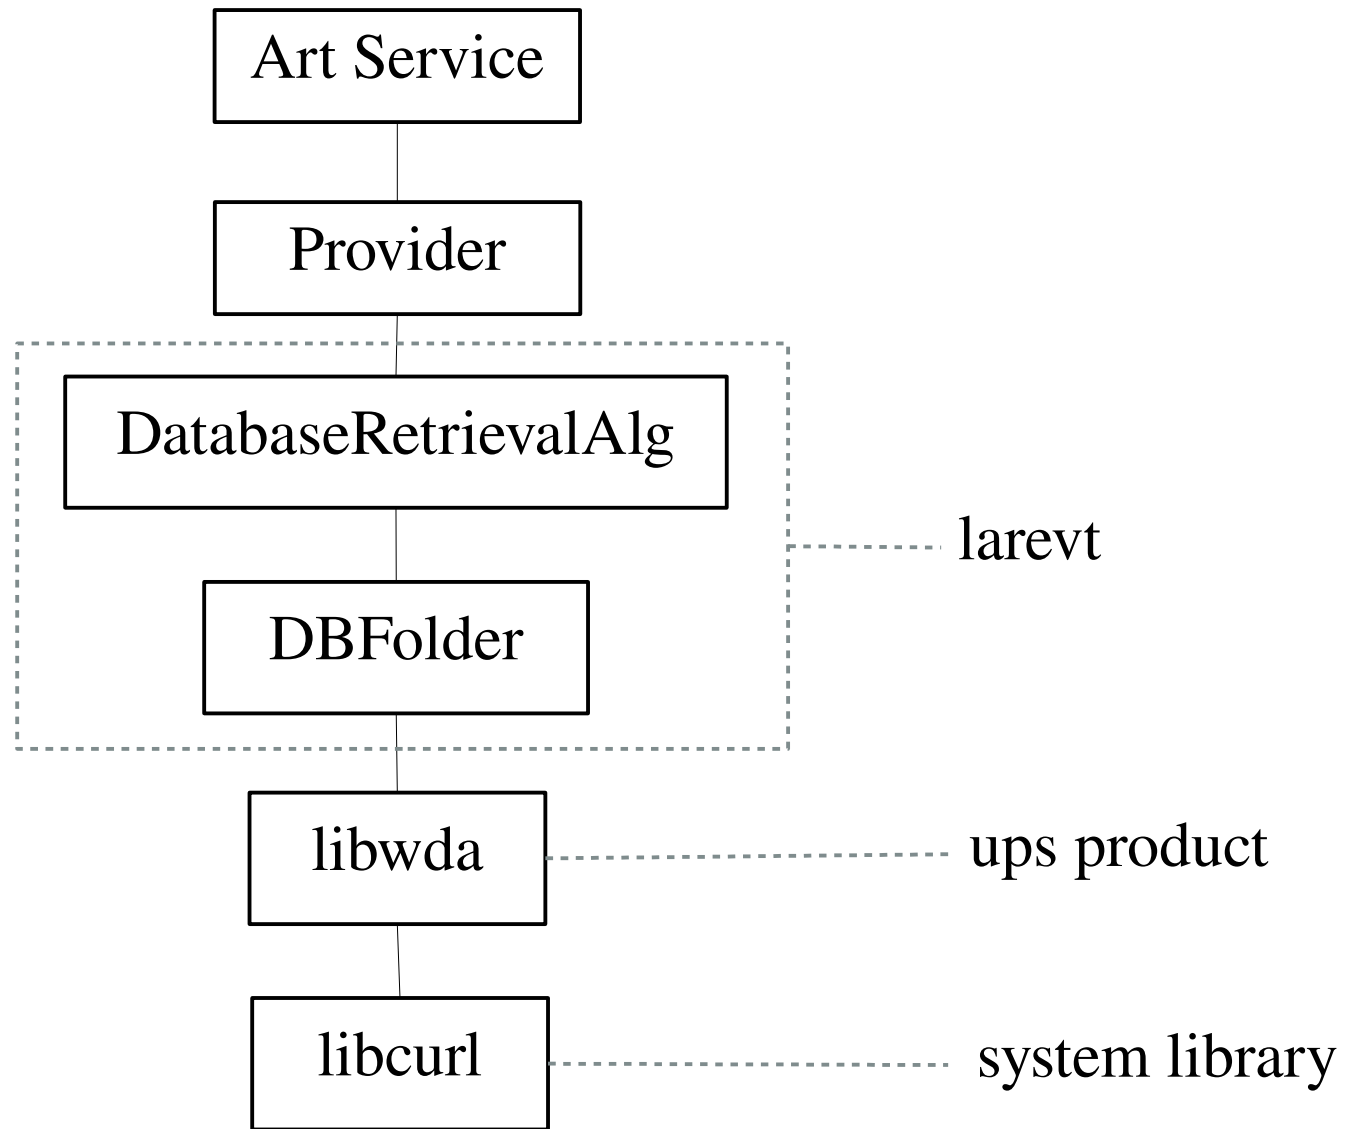 Art Service
Provider
DatabaseRetrievalAlg
larevt
DBFolder
libwda
ups product
libcurl
system library